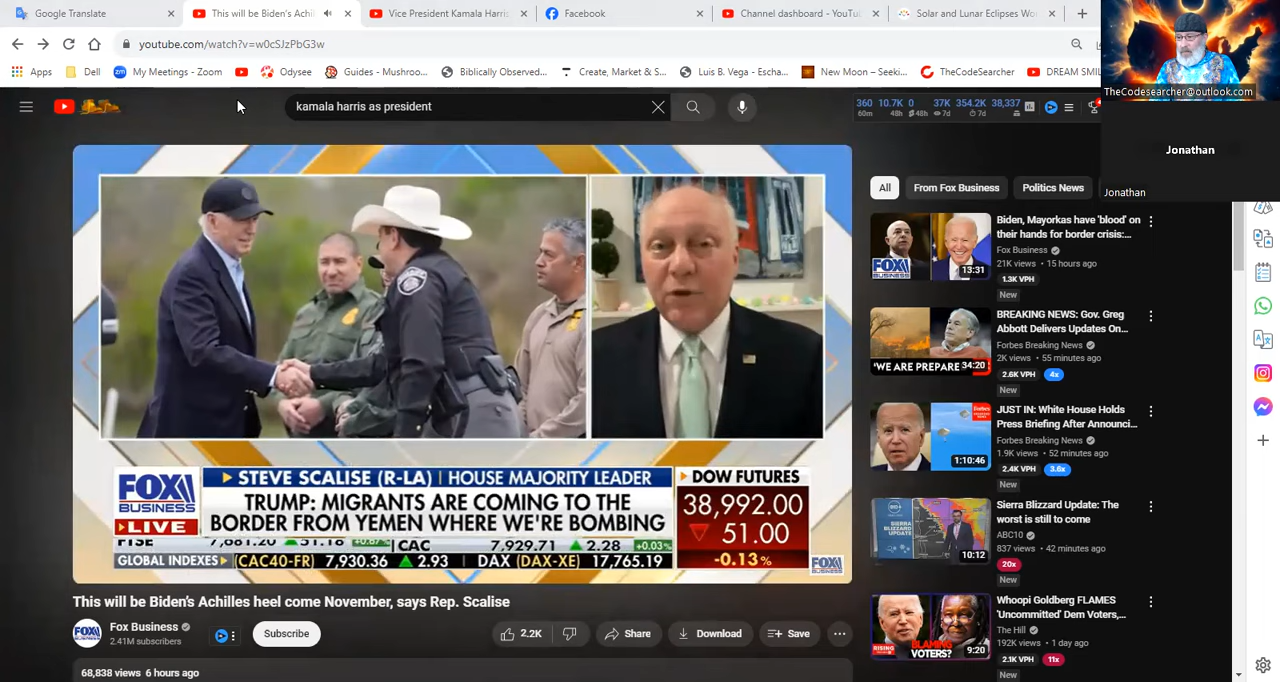 Google Translate
This will be Biden's Achil
Vice President Kamala Harri
Facebook
Channel dashboard - YouTu
Solar and Lunar Eclipses Wo
youtube.com/watch?v=w0cSJzPbG3w
Apps
Dell
My Meetings - Zoom
Odysee
Guides - Mushroo...
Biblically Observed...
Create, Market & S...
Luis B. Vega - Escha...
New Moon – Seeki...
TheCodeSearcher
DREAM SMIL
TheCodesearcher@outlook.com
Jonathan
Jonathan
kamala harris as president
360 10.7K 0 37K 354.2K 38,337
60m 48h 48h 7d 7d
STEVE SCALISE (R-LA) | HOUSE MAJORITY LEADER
TRUMP: MIGRANTS ARE COMING TO THE
BORDER FROM YEMEN WHERE WE'RE BOMBING
FOX
BUSINESS
LIVE
DOW FUTURES
38,992.00
51.00
-0.13%
CAC 7,929.71 2.28 +0.03%
GLOBAL INDEXES (CAC40-FR) 7,930.36 2.93 DAX (DAX-XE) 17,765.19
FOX
BUSINESS
This will be Biden's Achilles heel come November, says Rep. Scalise
Fox Business
2.41M subscribers
Subscribe
2.2K
Share
Download
Save
68,838 views 6 hours ago
All
From Fox Business
Politics News
Biden, Mayorkas have 'blood' on
their hands for border crisis:...
Fox Business
21K views • 15 hours ago
1.3K VPH
New
FOX
BUSINESS
13:31
BREAKING NEWS: Gov. Greg
Abbott Delivers Updates On...
Forbes Breaking News
2K views • 55 minutes ago
2.6K VPH 4x
New
'WE ARE PREPARE
34:20
JUST IN: White House Holds
Press Briefing After Announci...
Forbes Breaking News
1.9K views • 52 minutes ago
2.4K VPH 3.6x
New
1:10:46
Sierra Blizzard Update: The
worst is still to come
ABC10
837 views • 42 minutes ago
20x
New
10:12
Whoopi Goldberg FLAMES
'Uncommitted' Dem Voters,...
The Hill
192K views • 1 day ago
2.1K VPH 11x
New
RISING
BLAMING
VOTERS?
9:20